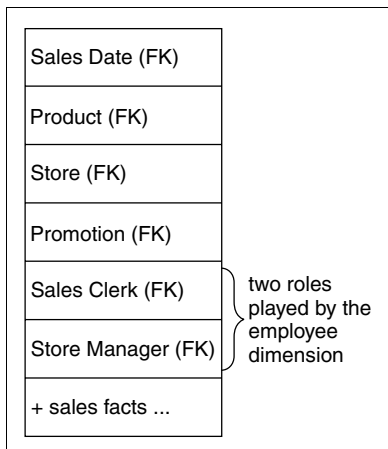 Sales Date (FK)
Product (FK)
Store (FK)
Promotion (FK)
Sales Clerk (FK)
Store Manager (FK)
+ sales facts ...
two roles
played by the
employee
dimension